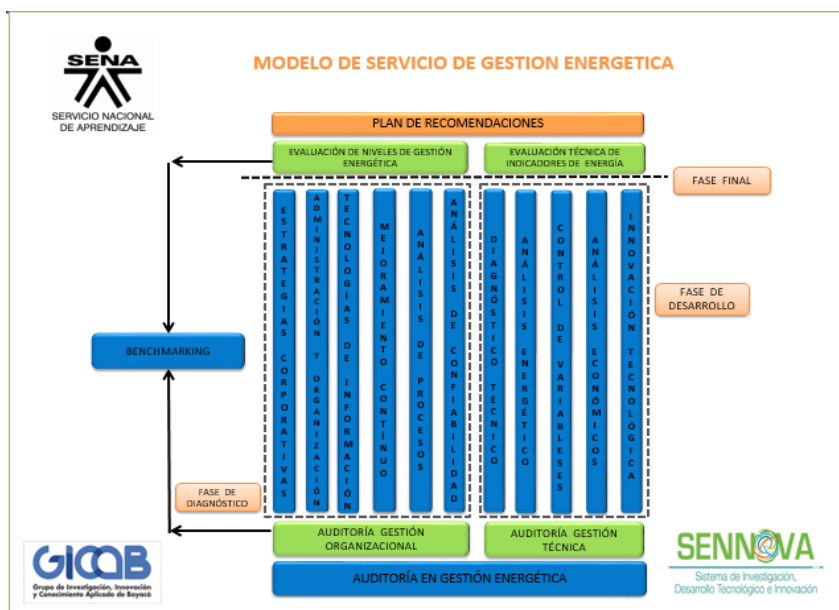 SENA
SERVICIO NACIONAL
DE APRENDIZAJE
MODELO DE SERVICIO DE GESTION ENERGETICA
PLAN DE RECOMENDACIONES
EVALUACIÓN DE NIVELES DE GESTIÓN
ENERGÉTICA
EVALUACIÓN TÉCNICA DE
INDICADORES DE ENERGÍA
FASE FINAL
ESTRATEGIAS CORPORATIVAS
ADMINISTRACIÓN Y ORGANIZACIÓN
TECNOLOGÍAS DE INFORMACIÓN
MEJORAMIENTO CONTÍNUO
ANÁLISIS DE PROCESOS
ANÁLISIS DE CONFIABILIDAD
DIAGNÓSTICO TÉCNICO
ANÁLISIS ENERGÉTICO
CONTROL DE VARIABLESES
ANÁLISIS ECONÓMICOS
INNOVACIÓN TECNOLÓGICA
FASE DE
DESARROLLO
BENCHMARKING
FASE DE
DIAGNÓSTICO
AUDITORÍA GESTIÓN
ORGANIZACIONAL
AUDITORÍA GESTIÓN
TÉCNICA
AUDITORÍA EN GESTIÓN ENERGÉTICA
GICAB
Grupo de Investigación, Innovación
y Conocimiento Aplicado de Boyacá
SENNOVA
Sistema de Investigación,
Desarrollo Tecnológico e Innovación